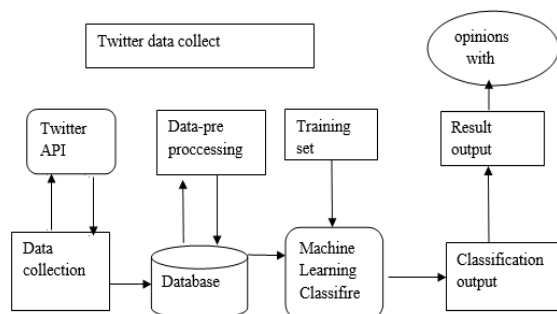 Twitter data collect
opinions
with
Twitter
API
Data-pre
proccessing
Training
set
Result
output
Data
collection
Database
Machine
Learning
Classifire
Classification
output